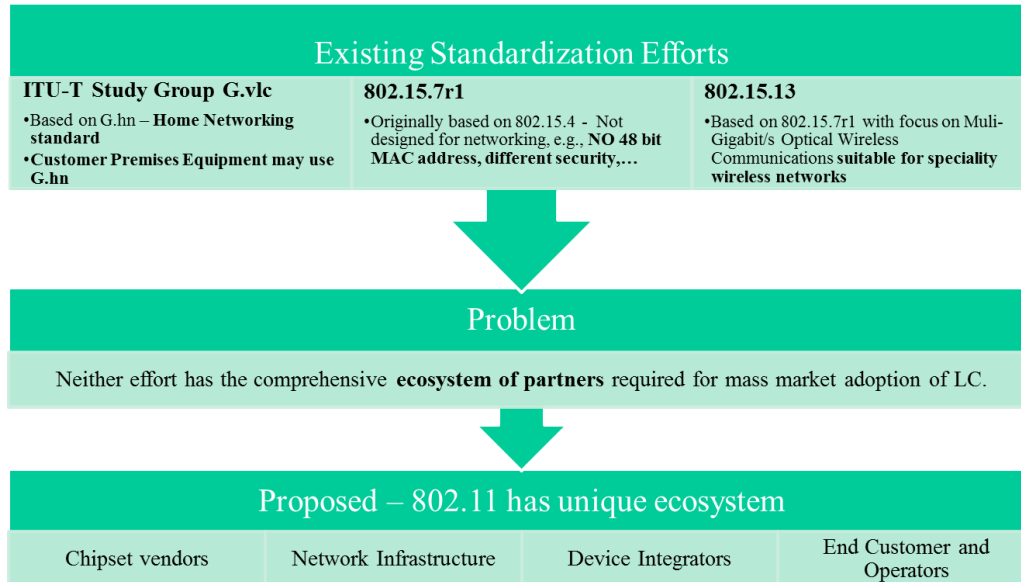 Existing Standardization Efforts
ITU-T Study Group G.vlc
•Based on G.hn – Home Networking
standard
•Customer Premises Equipment may use
G.hn
802.15.7r1
•Originally based on 802.15.4 - Not
designed for networking, e.g., NO 48 bit
MAC address, different security,…
802.15.13
•Based on 802.15.7r1 with focus on Muli-
Gigabit/s Optical Wireless
Communications suitable for speciality
wireless networks
Problem
Neither effort has the comprehensive ecosystem of partners required for mass market adoption of LC.
Proposed – 802.11 has unique ecosystem
Chipset vendors
Network Infrastructure
Device Integrators
End Customer and
Operators